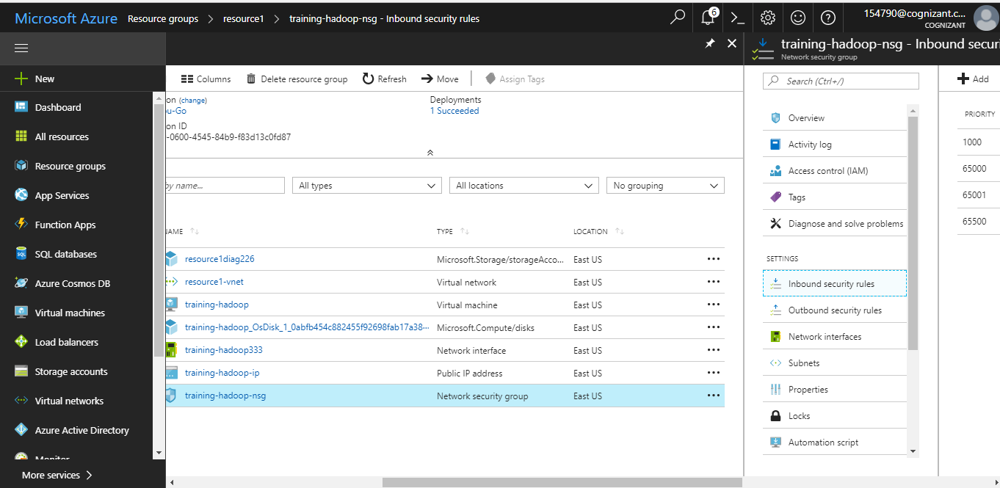 Microsoft Azure Resource groups > resource1 > training-hadoop-nsg - Inbound security rules
6
154790@cognizant.c...
COGNIZANT
training-hadoop-nsg - Inbound securi
Network security group
New
Dashboard
All resources
Resource groups
App Services
Function Apps
SQL databases
Azure Cosmos DB
Virtual machines
Load balancers
Storage accounts
Virtual networks
Azure Active Directory
Monitor
More services >
Columns Delete resource group Refresh Move Assign Tags
on (change)
ou-Go
Deployments
1 Succeeded
on ID
-0600-4545-84b9-f83d13c0fd87
by name... All types All locations No grouping
NAME TYPE LOCATION
resource1diag226 Microsoft.Storage/storageAcco... East US ...
resource1-vnet Virtual network East US ...
training-hadoop Virtual machine East US ...
training-hadoop_OsDisk_1_0abfb454c882455f92698fab17a38... Microsoft.Compute/disks East US ...
training-hadoop333 Network interface East US ...
training-hadoop-ip Public IP address East US ...
training-hadoop-nsg Network security group East US ...
Search (Ctrl+/)
Overview
Activity log
Access control (IAM)
Tags
Diagnose and solve problems
SETTINGS
Inbound security rules
Outbound security rules
Network interfaces
Subnets
Properties
Locks
Automation script
Add
PRIORITY
1000
65000
65001
65500